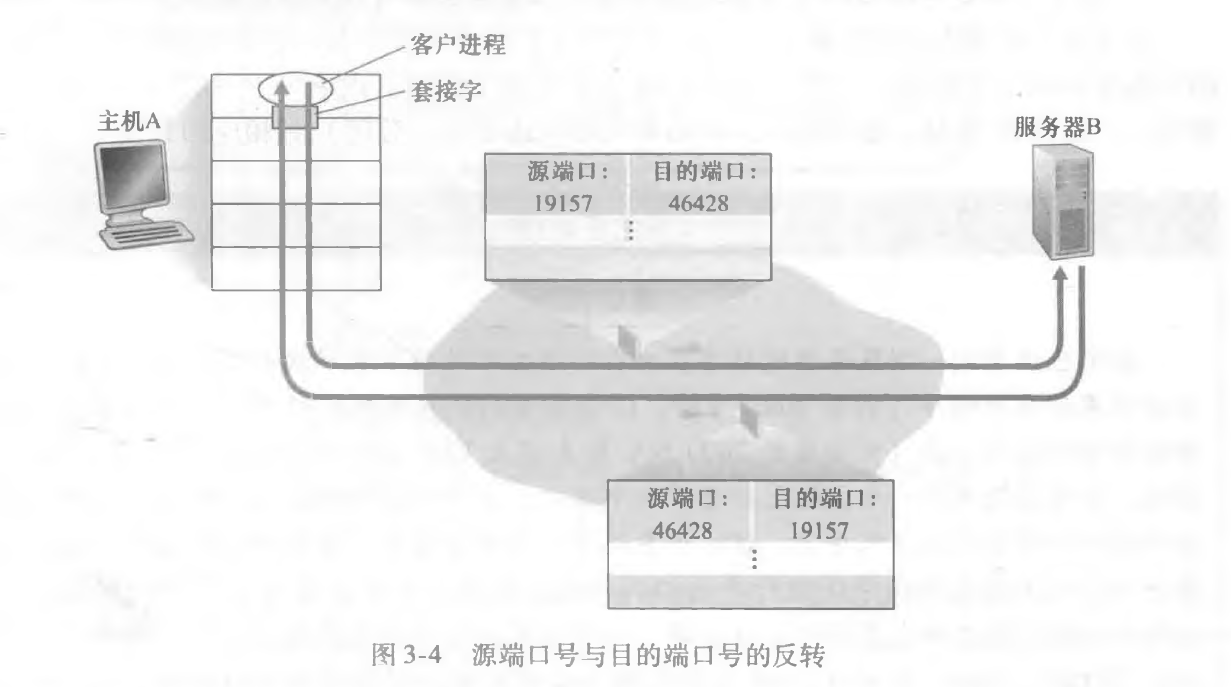 客户进程
套接字
主机A
服务器B
源端口: 目的端口:
19157 46428
⋮
源端口: 目的端口:
46428 19157
⋮
图 3-4 源端口号与目的端口号的反转